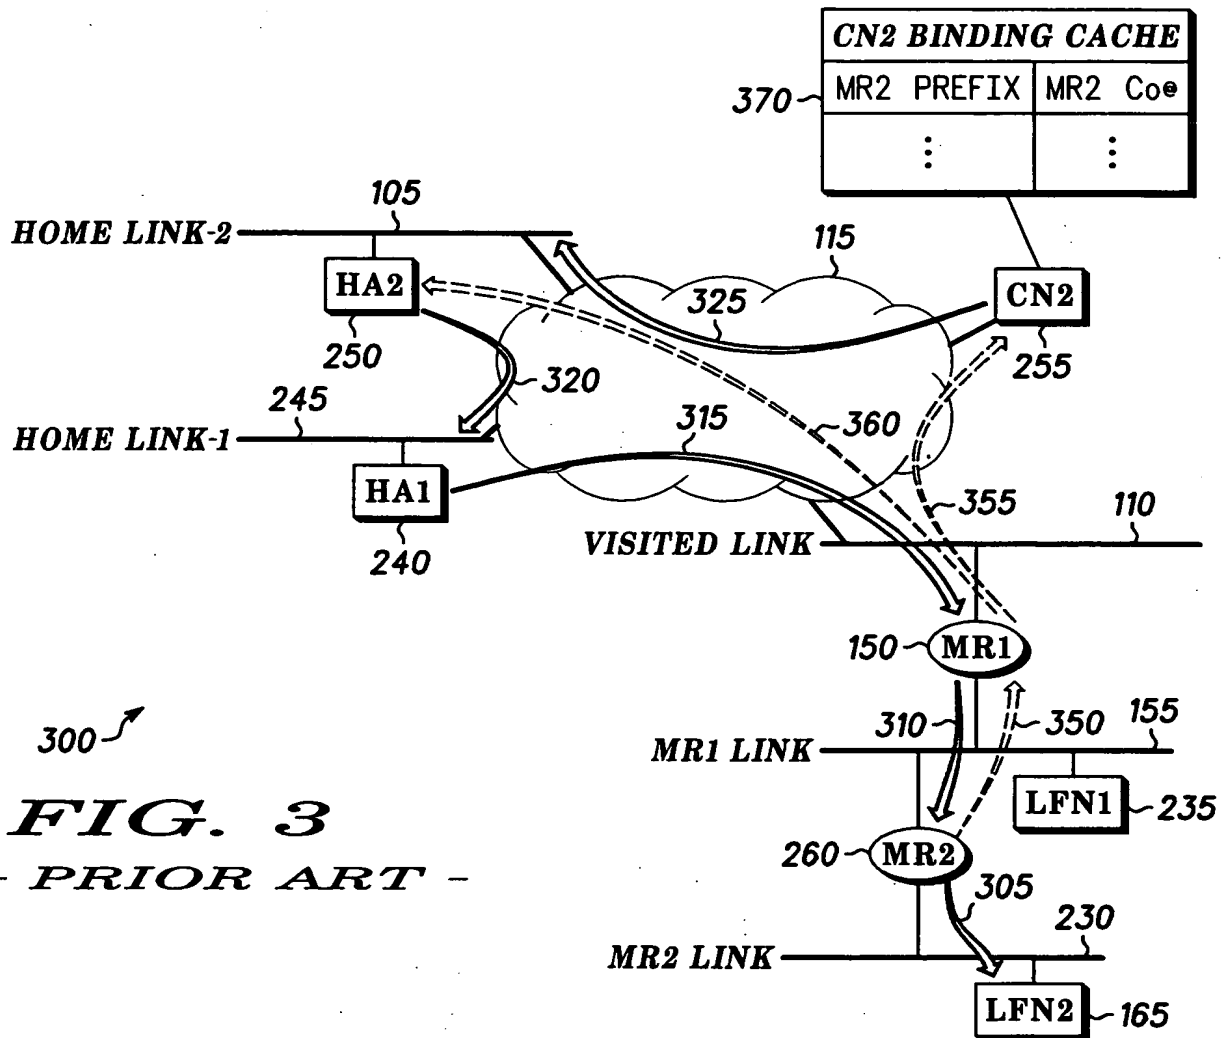 CN2 BINDING CACHE
MR2 PREFIX MR2 Co@
370
105
HOME LINK-2
115
HA2
325
CN2
250
255
320
245
315
360
HOME LINK-1
HA1
355
110
240
VISITED LINK
150 MR1
310 350 155
300
MR1 LINK
FIG. 3
LFN1 235
260 MR2
- PRIOR ART -
305
230
MR2 LINK
LFN2 165